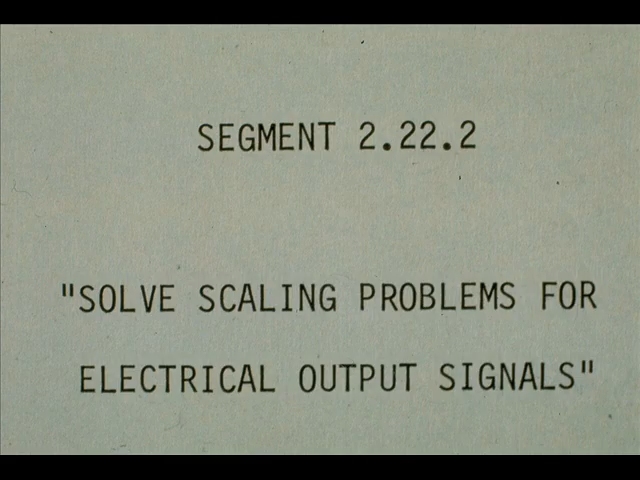 SEGMENT 2.22.2
"SOLVE SCALING PROBLEMS FOR
ELECTRICAL OUTPUT SIGNALS"